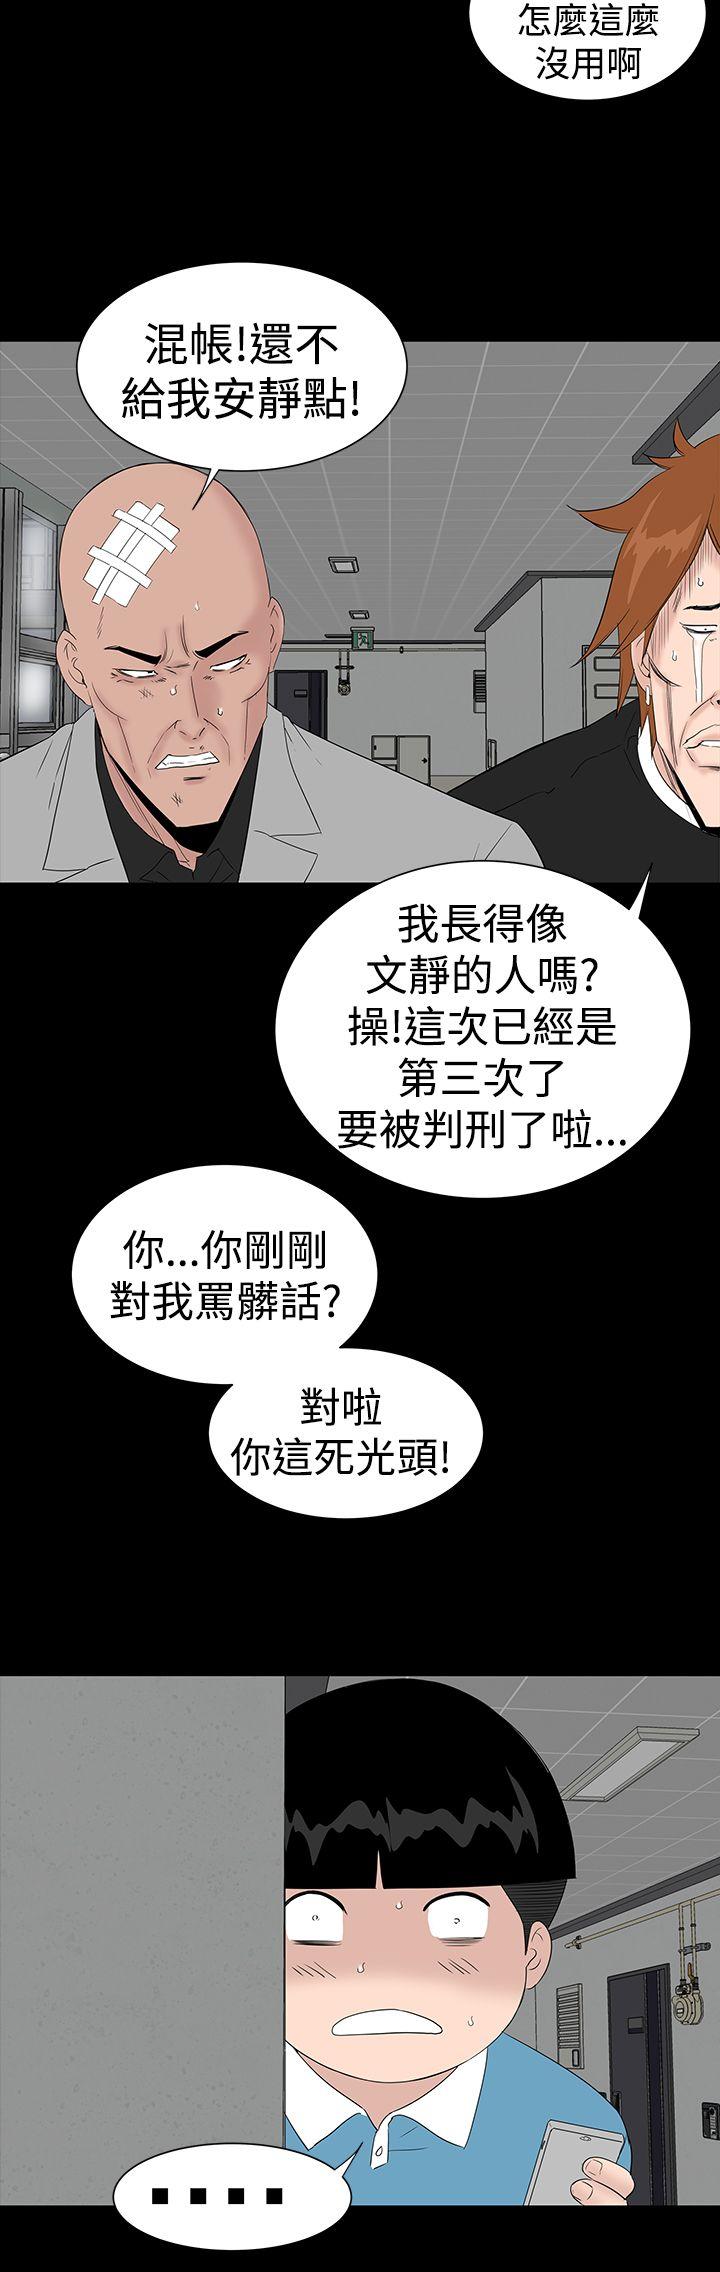 怎麼這麼
沒用啊
混帳!還不
給我安靜點!
我長得像
文靜的人嗎?
操!這次已經是
第三次了
要被判刑了啦...
你...你剛剛
對我罵髒話?
對啦
你這死光頭!
....